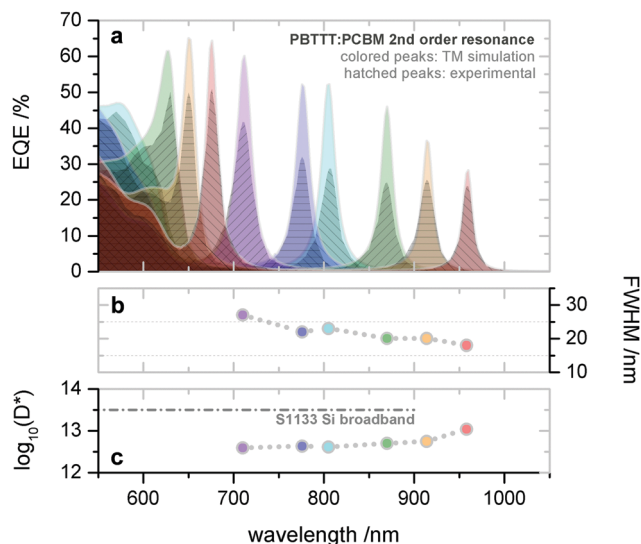 a
PBTTT:PCBM 2nd order resonance
colored peaks: TM simulation
hatched peaks: experimental
EQE /%
70
60
50
40
30
20
10
0
b
30
20
10
FWHM /nm
14
13
12
log10(D*)
S1133 Si broadband
c
600 700 800 900 1000
wavelength /nm